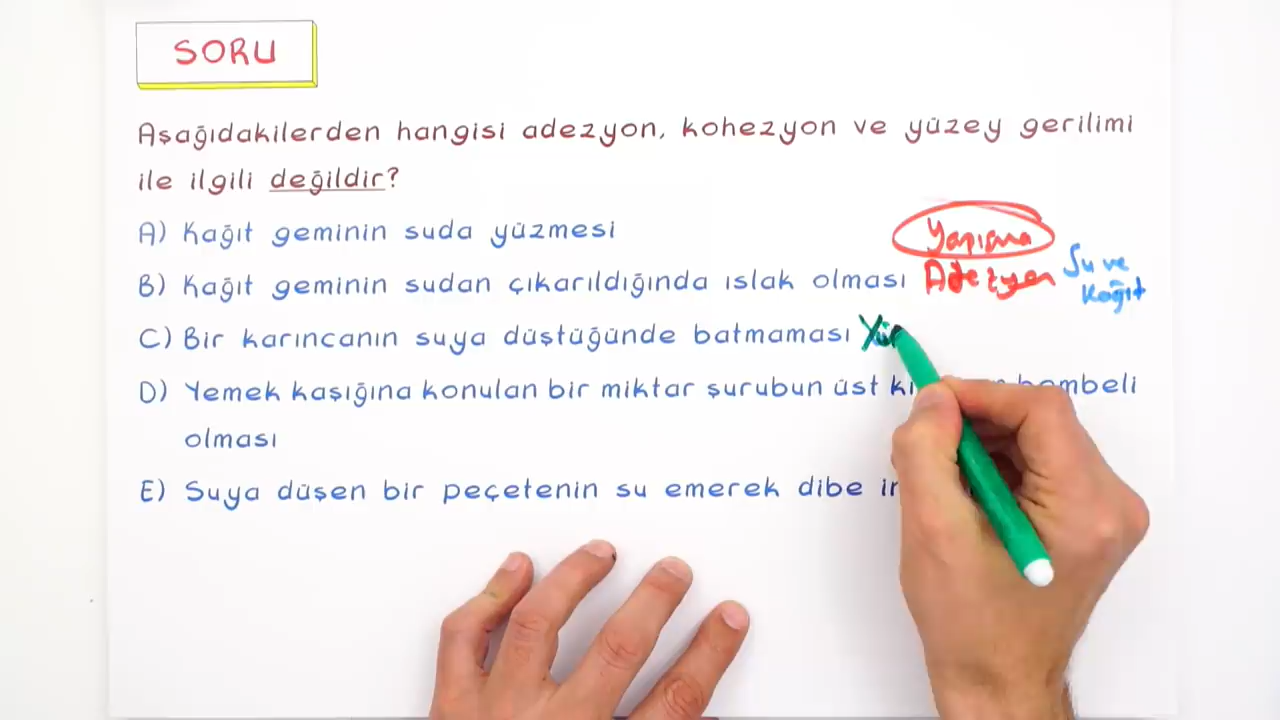 SORU
Aşağıdakilerden hangisi adezyon, kohezyon ve yüzey gerilimi
ile ilgili değildir?
A) Kağıt geminin suda yüzmesi
Yapışma
B) Kağıt geminin sudan çıkarıldığında ıslak olması Adezyon Su ve
Kağıt
C) Bir karıncanın suya düştüğünde batmaması Yü
D) Yemek kaşığına konulan bir miktar şurubun üst
olması
E) Suya düşen bir peçetenin su emerek dibe